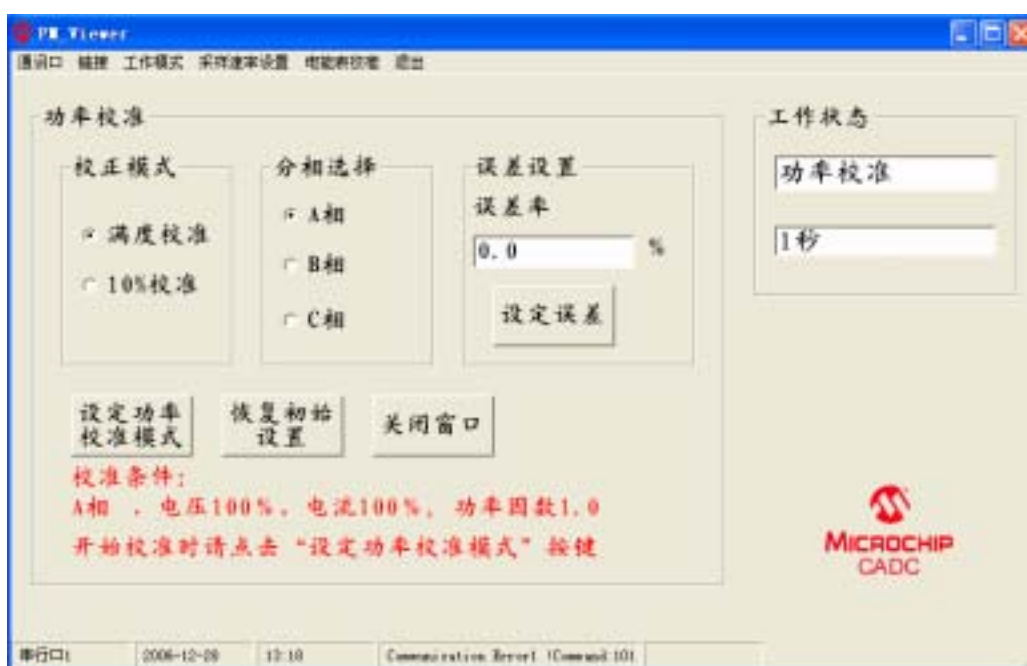 PM Viewer
通讯口 链接 工作模式 采样速率设置 电能表校准 退出
功率校准
校正模式
满度校准
10%校准
分相选择
A相
B相
C相
误差设置
误差率
0.0 %
设定误差
工作状态
功率校准
1秒
设定功率
校准模式
恢复初始
设置
关闭窗口
校准条件:
A相 ,电压100%,电流100%,功率因数1.0
开始校准时请点击“设定功率校准模式”按键
MICROCHIP
CADC
串行口1 2006-12-28 13:18 Communication Error! !Command:101